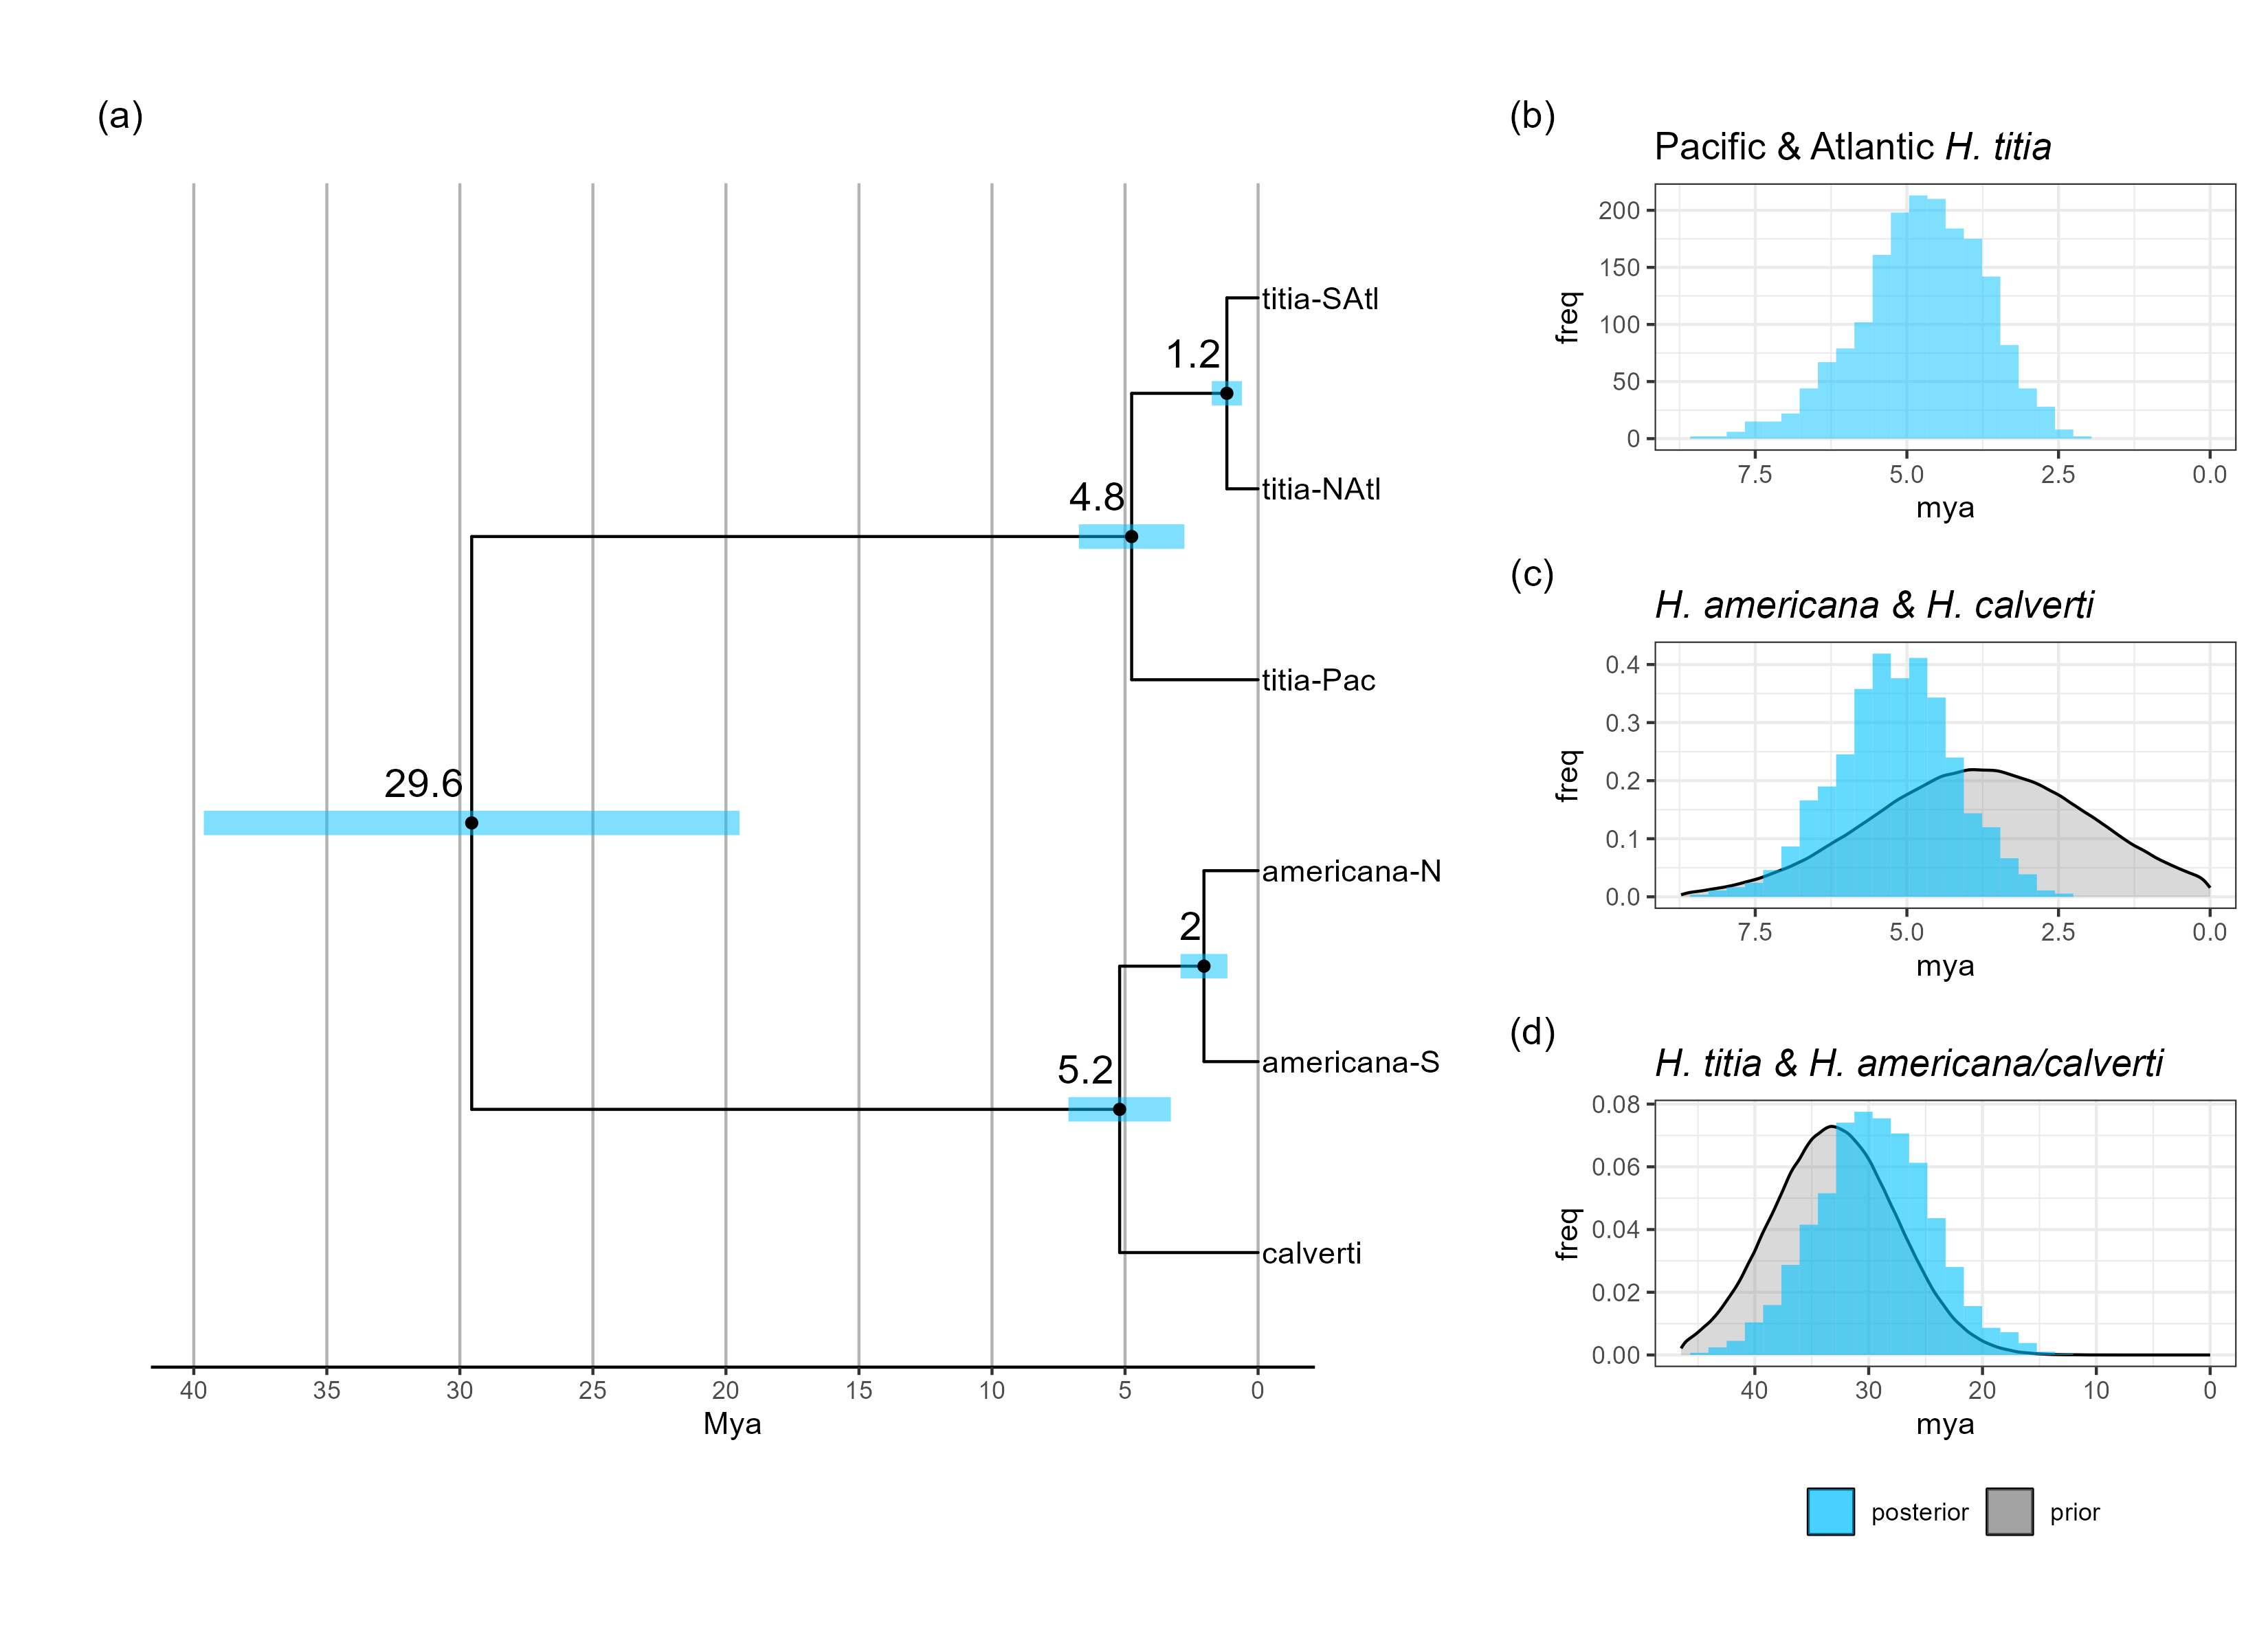 (a)
1.2
4.8
29.6
2
5.2
titia-SAtl
titia-NAtl
titia-Pac
americana-N
americana-S
calverti
40 35 30 25 20 15 10 5 0
Mya
(b)
Pacific & Atlantic H. titia
freq
200
150
100
50
0
7.5 5.0 2.5 0.0
mya
(c)
H. americana & H. calverti
freq
0.4
0.3
0.2
0.1
0.0
7.5 5.0 2.5 0.0
mya
(d)
H. titia & H. americana/calverti
freq
0.08
0.06
0.04
0.02
0.00
40 30 20 10 0
mya
posterior prior